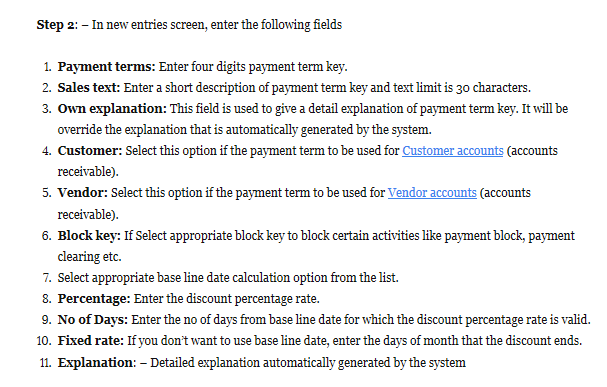 Step 2: – In new entries screen, enter the following fields
1. Payment terms: Enter four digits payment term key.
2. Sales text: Enter a short description of payment term key and text limit is 30 characters.
3. Own explanation: This field is used to give a detail explanation of payment term key. It will be
override the explanation that is automatically generated by the system.
4. Customer: Select this option if the payment term to be used for Customer accounts (accounts
receivable).
5. Vendor: Select this option if the payment term to be used for Vendor accounts (accounts
receivable).
6. Block key: If Select appropriate block key to block certain activities like payment block, payment
clearing etc.
7. Select appropriate base line date calculation option from the list.
8. Percentage: Enter the discount percentage rate.
9. No of Days: Enter the no of days from base line date for which the discount percentage rate is valid.
10. Fixed rate: If you don't want to use base line date, enter the days of month that the discount ends.
11. Explanation: – Detailed explanation automatically generated by the system